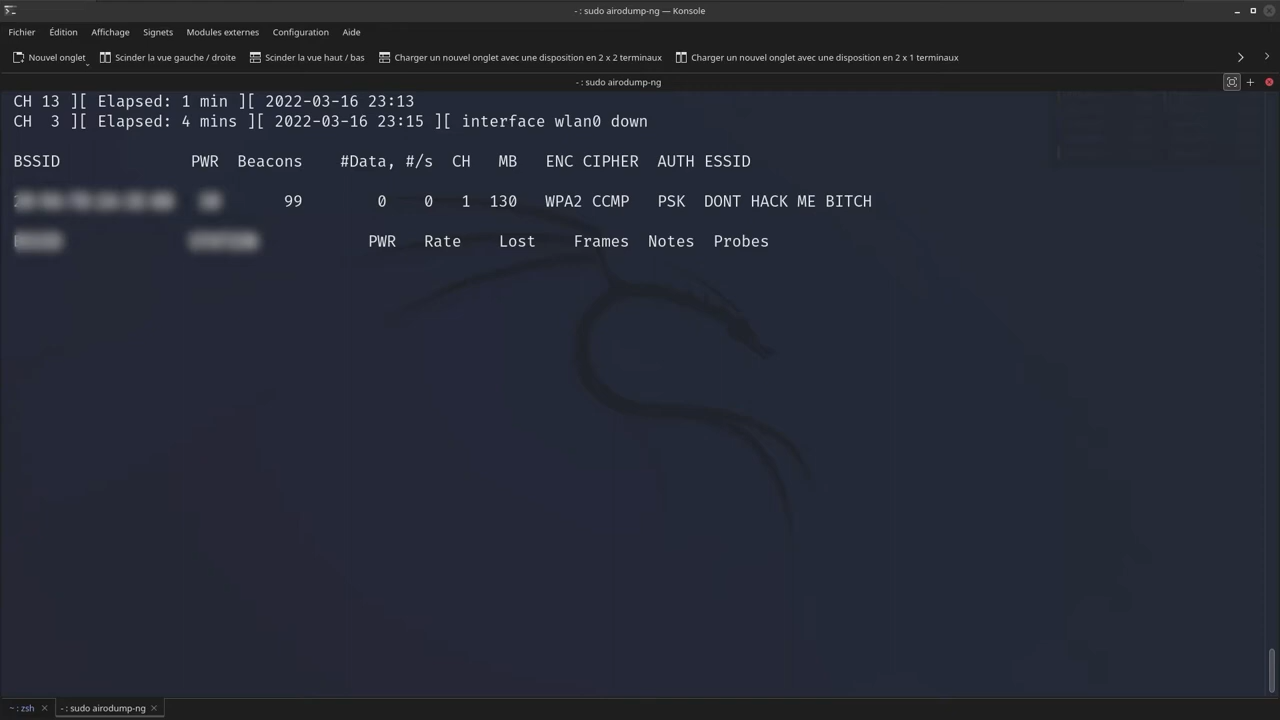 - : sudo airodump-ng — Konsole
Fichier Édition Affichage Signets Modules externes Configuration Aide
Nouvel onglet Scinder la vue gauche / droite Scinder la vue haut / bas Charger un nouvel onglet avec une disposition en 2 x 2 terminaux Charger un nouvel onglet avec une disposition en 2 x 1 terminaux
- : sudo airodump-ng
CH 13 ][ Elapsed: 1 min ][ 2022-03-16 23:13
CH 3 ][ Elapsed: 4 mins ][ 2022-03-16 23:15 ][ interface wlan0 down
BSSID PWR Beacons #Data, #/s CH MB ENC CIPHER AUTH ESSID
99 0 0 1 130 WPA2 CCMP PSK DONT HACK ME BITCH
PWR Rate Lost Frames Notes Probes
~ : zsh - : sudo airodump-ng